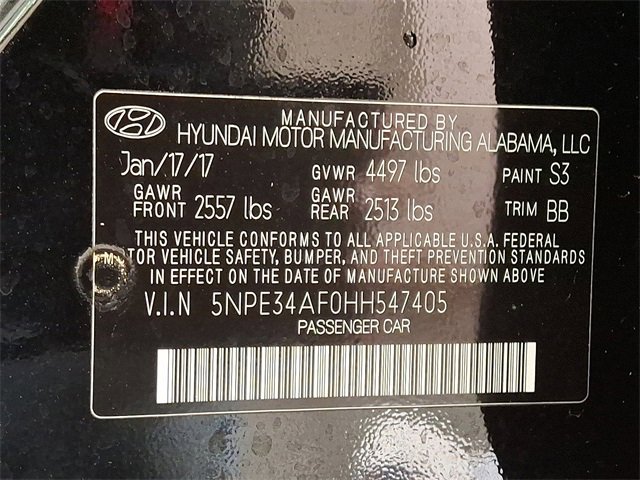 MANUFACTURED BY
HYUNDAI MOTOR MANUFACTURING ALABAMA, LLC
Jan/17/17 GVWR 4497 lbs PAINT S3
GAWR FRONT 2557 lbs GAWR REAR 2513 lbs TRIM BB
THIS VEHICLE CONFORMS TO ALL APPLICABLE U.S.A. FEDERAL
MOTOR VEHICLE SAFETY, BUMPER, AND THEFT PREVENTION STANDARDS
IN EFFECT ON THE DATE OF MANUFACTURE SHOWN ABOVE
V.I.N 5NPE34AF0HH547405
PASSENGER CAR